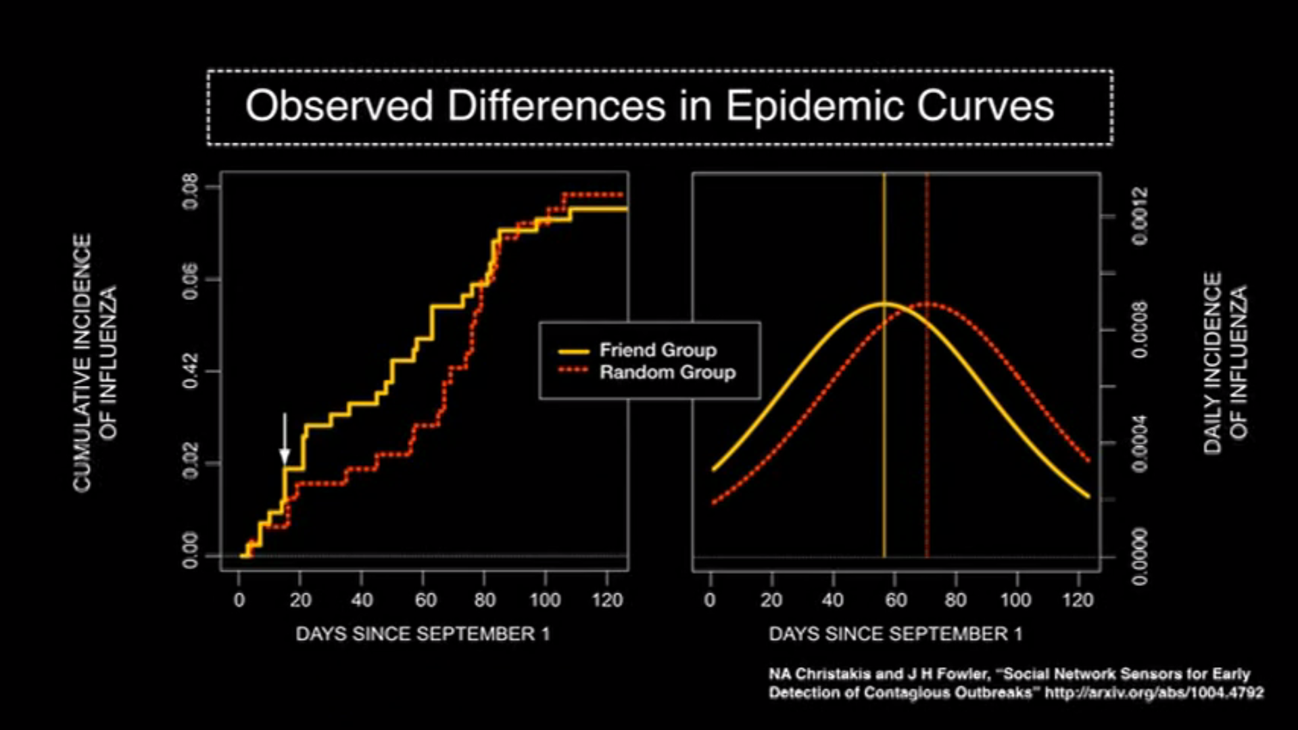 Observed Differences in Epidemic Curves
CUMULATIVE INCIDENCE
OF INFLUENZA
0.08
0.06
0.42
0.02
0.00
0 20 40 60 80 100 120
DAYS SINCE SEPTEMBER 1
Friend Group
Random Group
0.0012
0.0008
0.0004
0.0000
0 20 40 60 80 100 120
DAYS SINCE SEPTEMBER 1
DAILY INCIDENCE
OF INFLUENZA
NA Christakis and J H Fowler, “Social Network Sensors for Early
Detection of Contagious Outbreaks” http://arxiv.org/abs/1004.4792